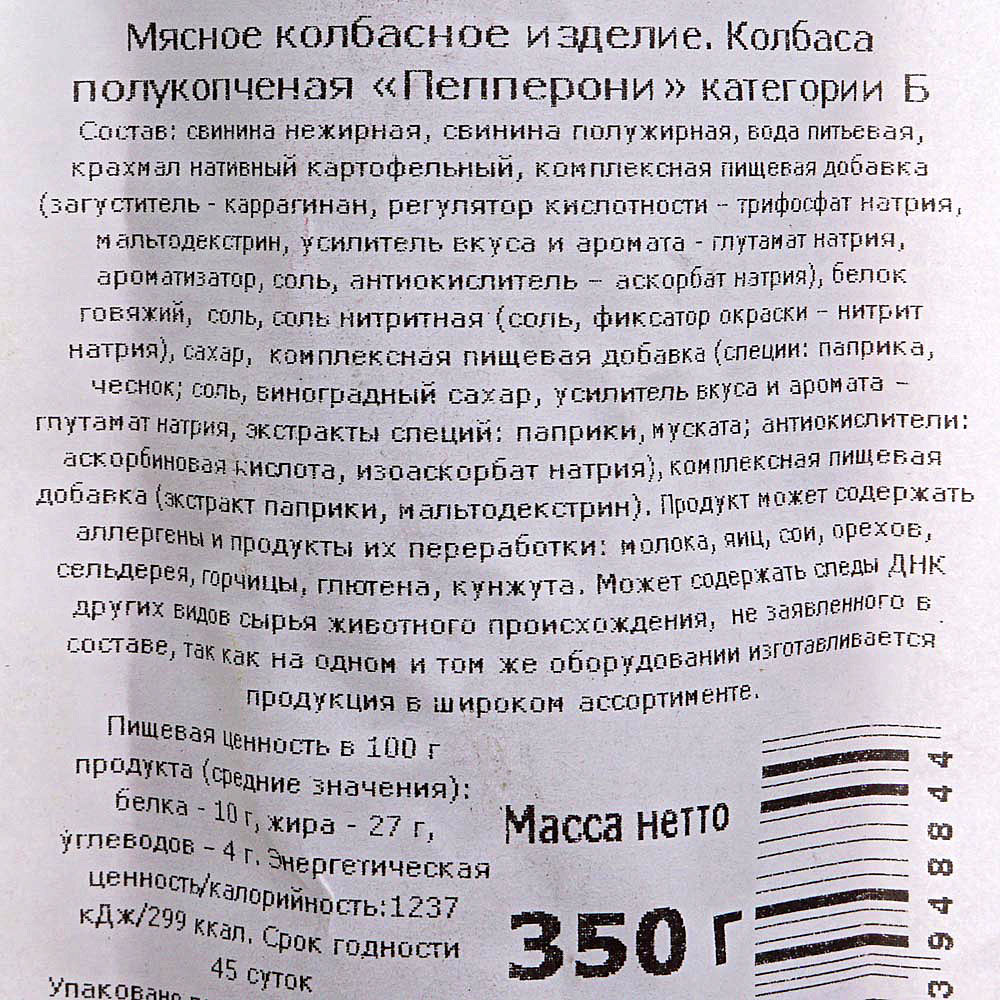 Мясное колбасное изделие. Колбаса
полукопченая «Пепперони» категории Б
Состав: свинина нежирная, свинина полужирная, вода питьевая,
крахмал нативный картофельный, комплексная пищевая добавка
(загуститель - каррагинан, регулятор кислотности – трифосфат натрия,
мальтодекстрин, усилитель вкуса и аромата - глутамат натрия,
ароматизатор, соль, антиокислитель – аскорбат натрия), белок
говяжий, соль, соль нитритная (соль, фиксатор окраски – нитрит
натрия), сахар, комплексная пищевая добавка (специи: паприка,
чеснок; соль, виноградный сахар, усилитель вкуса и аромата –
глутамат натрия, экстракты специй: паприки, муската; антиокислители:
аскорбиновая кислота, изоаскорбат натрия), комплексная пищевая
добавка (экстракт паприки, мальтодекстрин). Продукт может содержать
аллергены и продукты их переработки: молока, яиц, сои, орехов,
сельдерея, горчицы, глютена, кунжута. Может содержать следы ДНК
других видов сырья животного происхождения, не заявленного в
составе, так как на одном и том же оборудовании изготавливается
продукция в широком ассортименте.
Пищевая ценность в 100 г
продукта (средние значения):
белка - 10 г, жира - 27 г,
углеводов – 4 г. Энергетическая
ценность/калорийность:1237
кДж/299 ккал. Срок годности
45 суток
Упаковано
Масса нетто
350 г
3948844